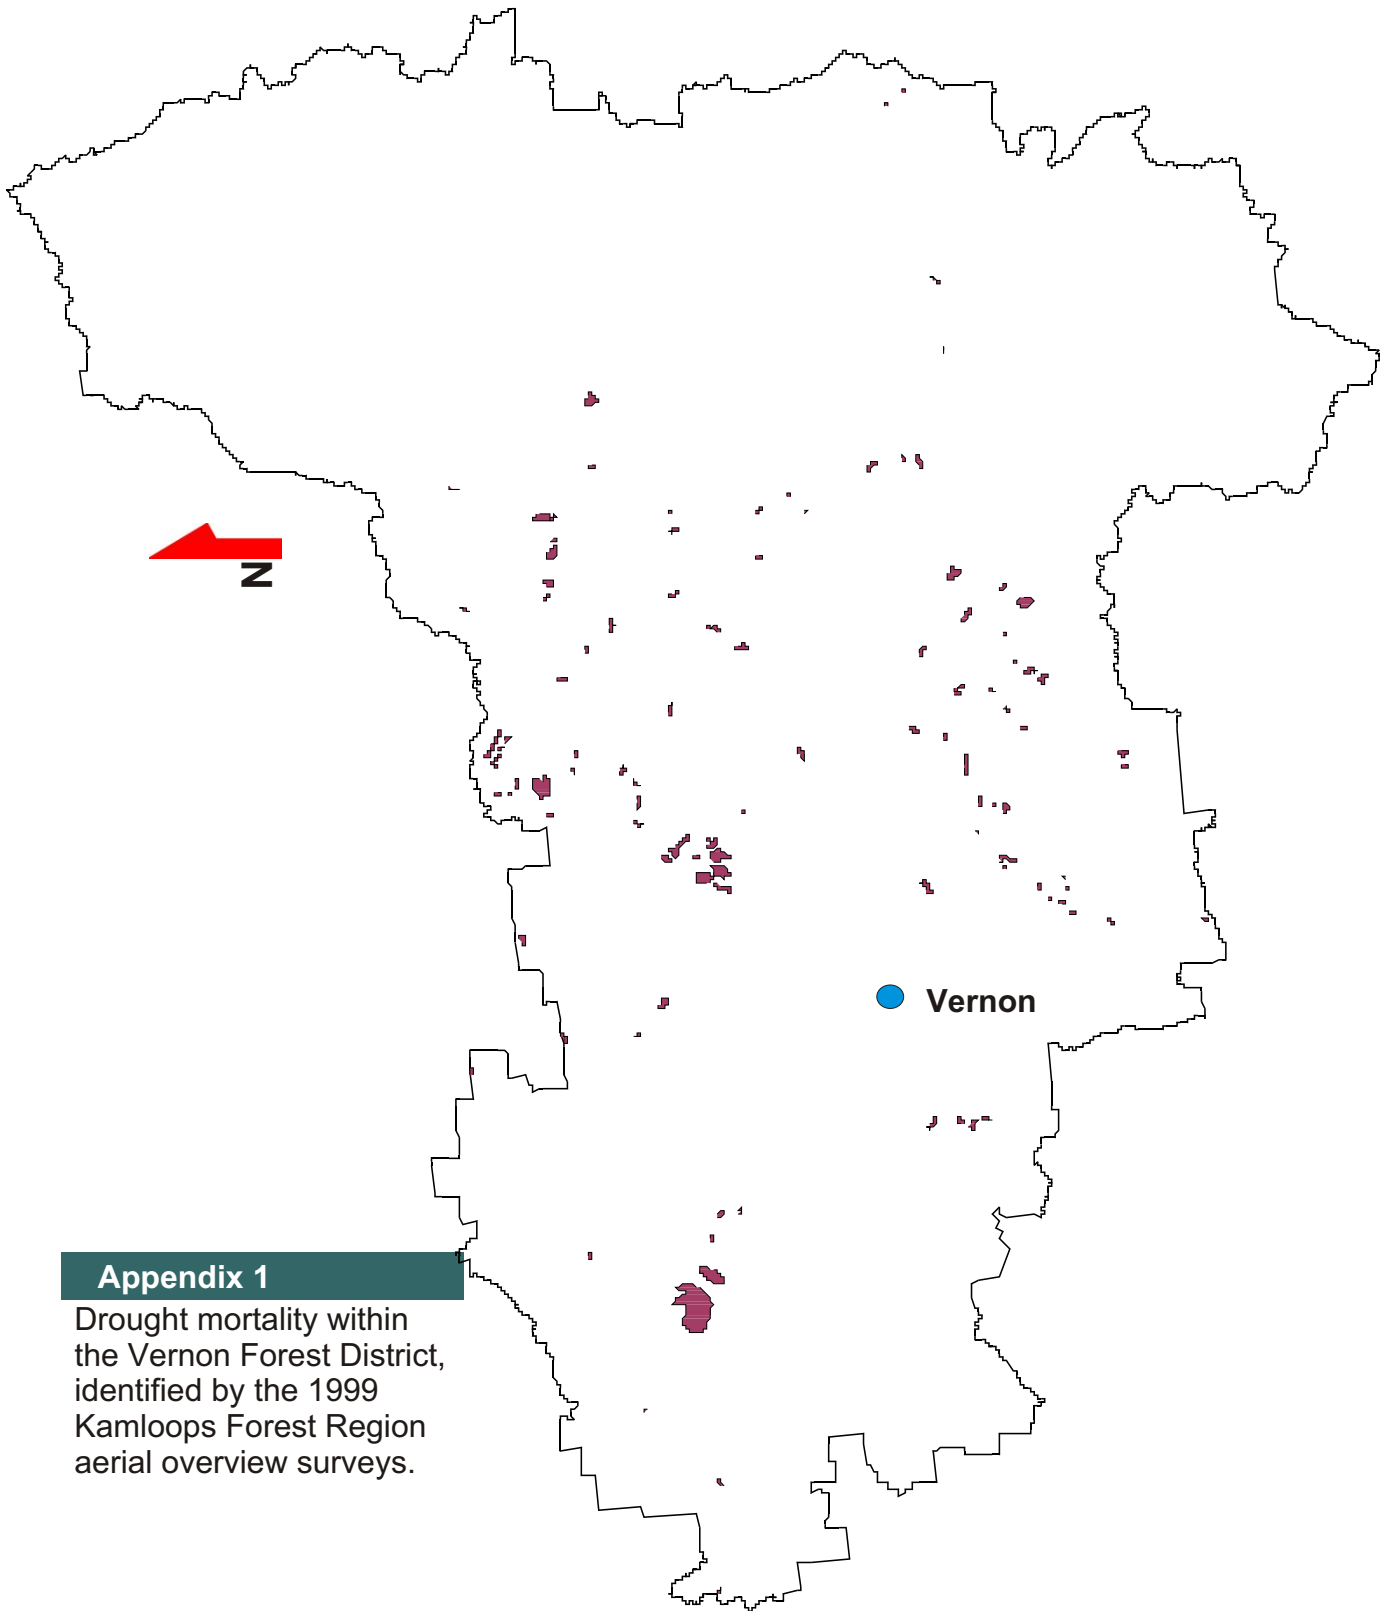 N
Vernon
Appendix 1
Drought mortality within
the Vernon Forest District,
identified by the 1999
Kamloops Forest Region
aerial overview surveys.